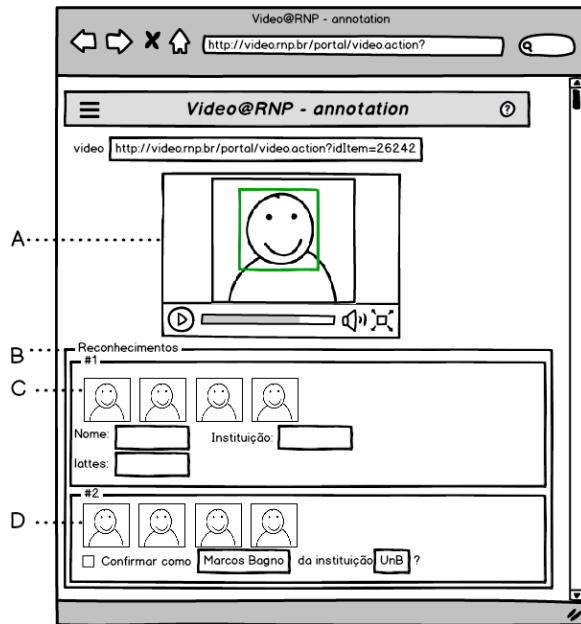 Video@RNP - annotation
http://video.rnp.br/portal/video.action?
Video@RNP - annotation
video http://video.rnp.br/portal/video.action?idItem=26242
A
B Reconhecimentos
#1
C
Nome: Instituição:
lattes:
#2
D
Confirmar como Marcos Bagno da instituição UnB ?